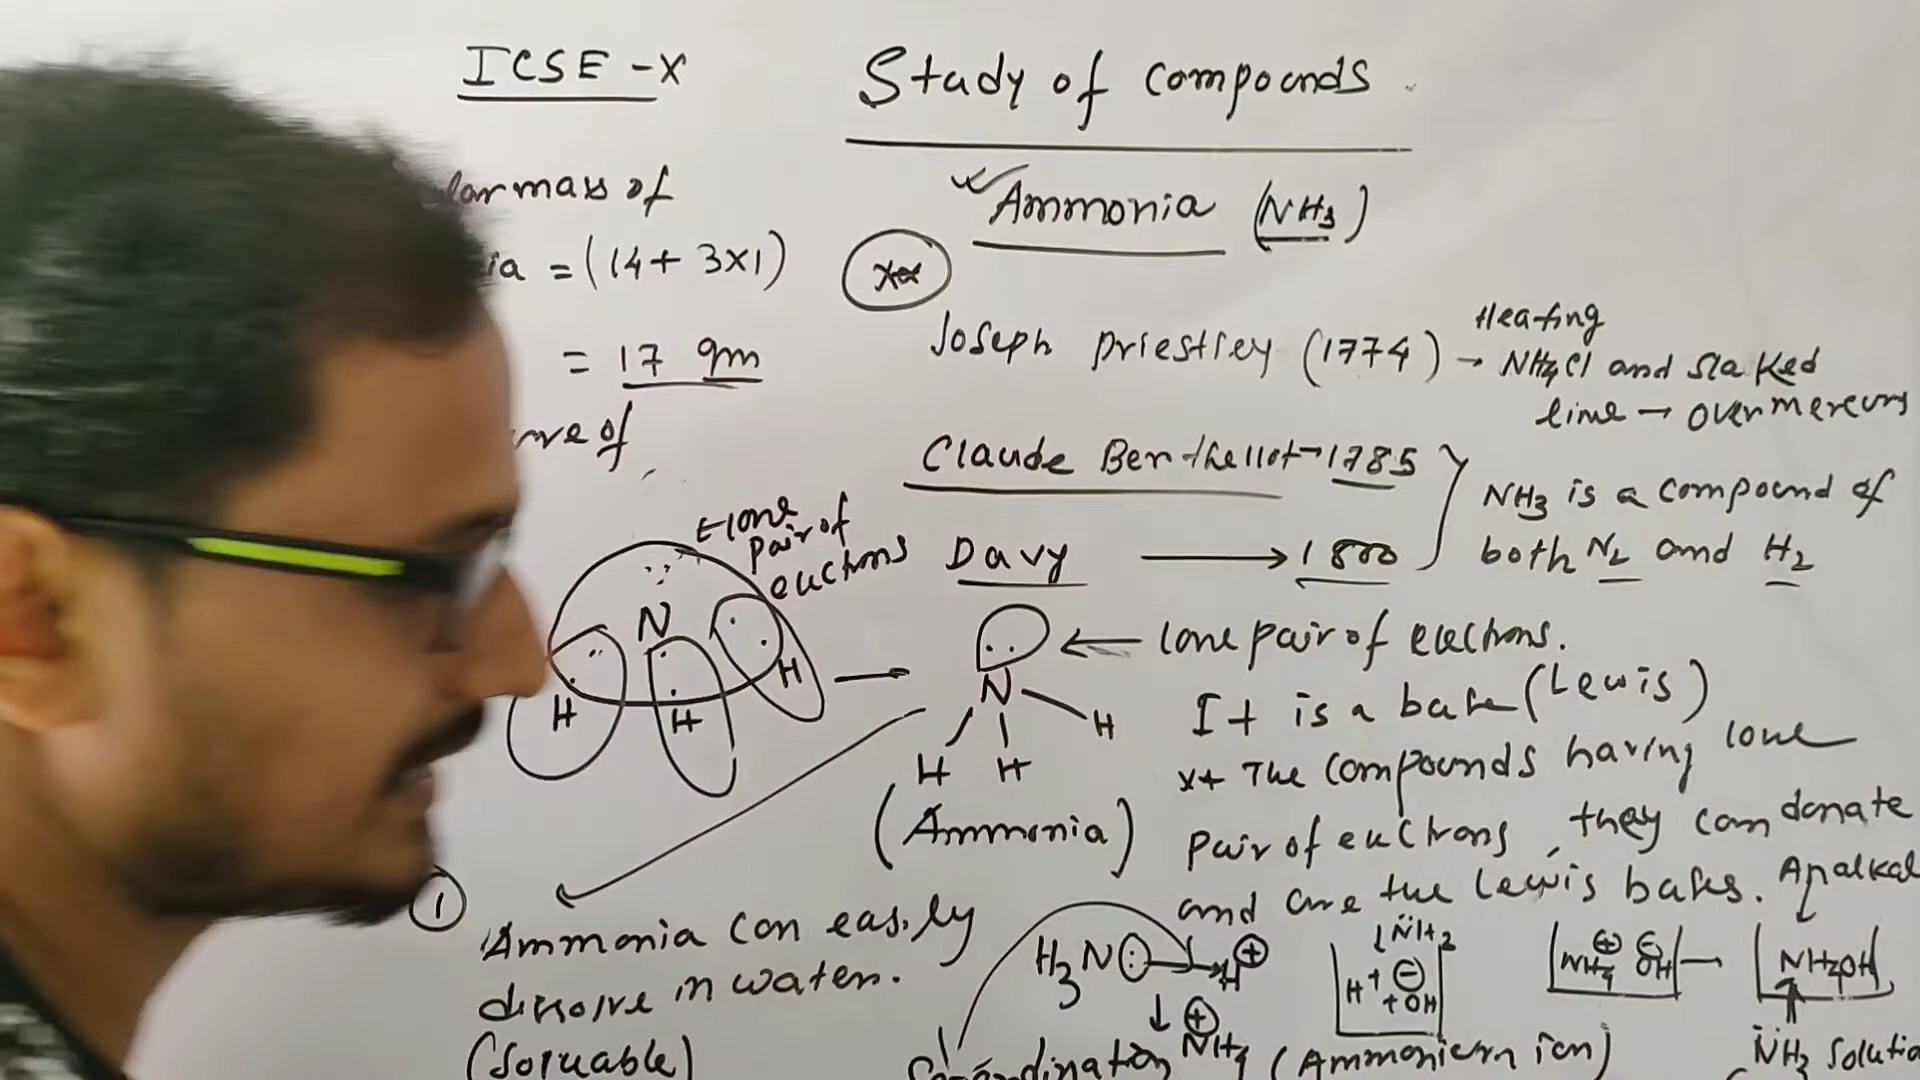 ICSE-X
Study of compounds
lar mass of
Ammonia (NH3)
ia = (14+ 3x1)
= 17 gm
Joseph Priestley (1774) → Heating
NH4Cl and slaked
lime → over mercury
Claude Berthellot → 1785
Davy → 1800
NH3 is a compound of
both N2 and H2
lone
pair of
electrons
N
H H H
← lone pair of electrons.
N
H H H
(Ammonia)
It is a base (Lewis)
The compounds having lone
pair of electrons, they can donate
and are the Lewis bases.
① Ammonia can easily
dissolve in water.
(Soluable)
H3N: → H⊕
↓
NH4⊕ (Ammonium ion)
H+ + OH⊖
NH4⊕ OH⊖ → NH4OH
NH3 Solutio